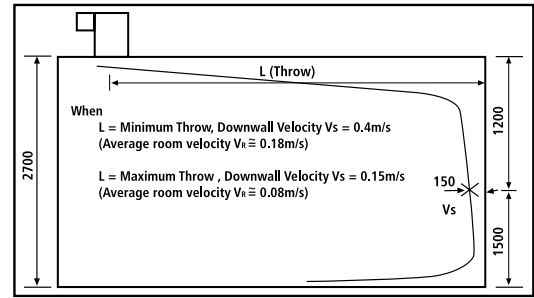 L (Throw)
When
L = Minimum Throw, Downwall Velocity Vs = 0.4m/s
(Average room velocity VR ≅ 0.18m/s)
L = Maximum Throw , Downwall Velocity Vs = 0.15m/s
(Average room velocity VR ≅ 0.08m/s)
2700
1200
150
Vs
1500